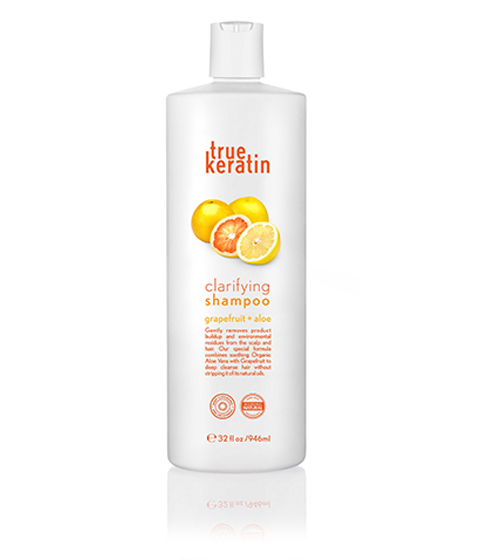 true
keratin
clarifying
shampoo
grapefruit + aloe
Gently removes product
buildup and environmental
residues from the scalp and
hair. Our special formula
combines soothing Organic
Aloe Vera with Grapefruit to
deep cleanse hair without
stripping it of its natural oils.
NATURAL
℮ 32 fl oz /946ml